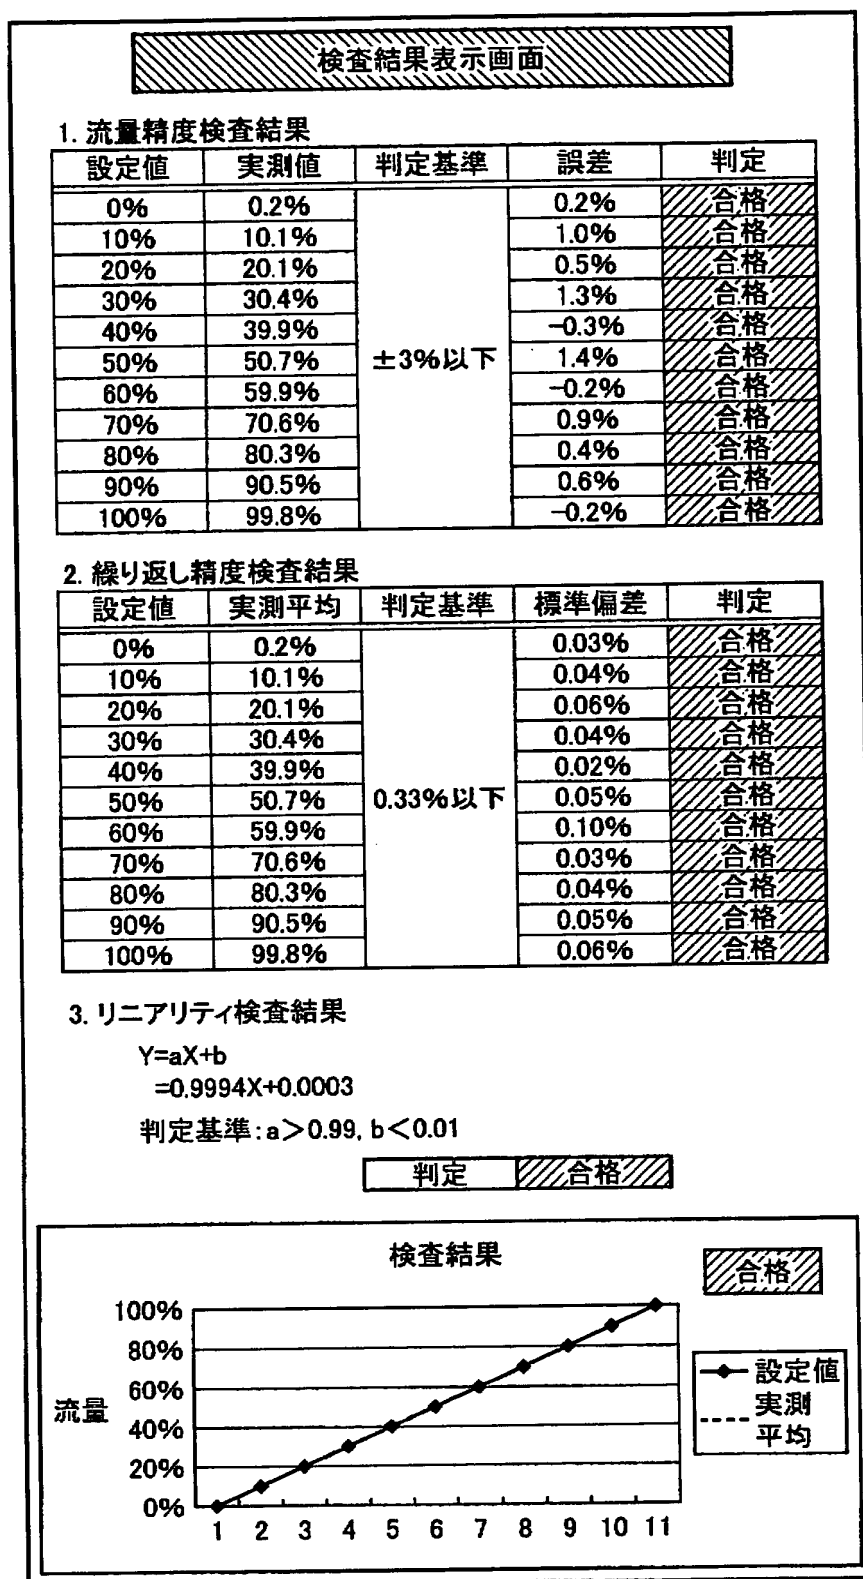 検査結果表示画面
1. 流量精度検査結果
設定値 実測値 判定基準 誤差 判定
0% 0.2% 0.2% 合格
10% 10.1% 1.0% 合格
20% 20.1% 0.5% 合格
30% 30.4% 1.3% 合格
40% 39.9% −0.3% 合格
50% 50.7% ±3%以下 1.4% 合格
60% 59.9% −0.2% 合格
70% 70.6% 0.9% 合格
80% 80.3% 0.4% 合格
90% 90.5% 0.6% 合格
100% 99.8% −0.2% 合格
2. 繰り返し精度検査結果
設定値 実測平均 判定基準 標準偏差 判定
0% 0.2% 0.03% 合格
10% 10.1% 0.04% 合格
20% 20.1% 0.06% 合格
30% 30.4% 0.04% 合格
40% 39.9% 0.02% 合格
50% 50.7% 0.33%以下 0.05% 合格
60% 59.9% 0.10% 合格
70% 70.6% 0.03% 合格
80% 80.3% 0.04% 合格
90% 90.5% 0.05% 合格
100% 99.8% 0.06% 合格
3. リニアリティ検査結果
Y=aX+b
=0.9994X+0.0003
判定基準:a>0.99, b<0.01
判定 合格
検査結果
合格
100%
80%
60%
40%
20%
0%
流量
1 2 3 4 5 6 7 8 9 10 11
設定値
実測
平均